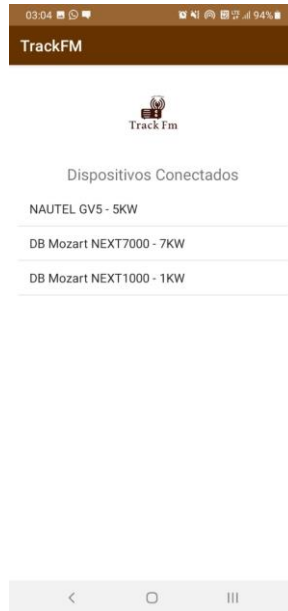 03:04 94%
TrackFM
Track Fm
Dispositivos Conectados
NAUTEL GV5 - 5KW
DB Mozart NEXT7000 - 7KW
DB Mozart NEXT1000 - 1KW